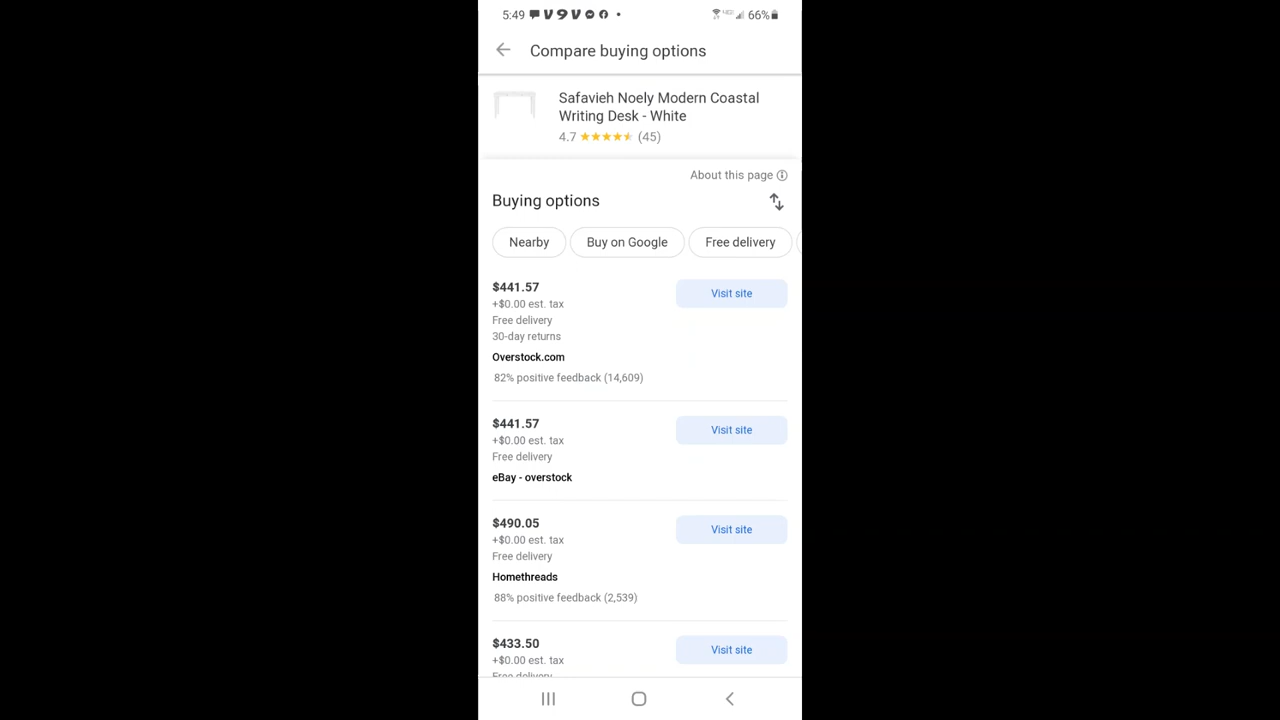 5:49
66%
Compare buying options
Safavieh Noely Modern Coastal
Writing Desk - White
4.7 (45)
About this page
Buying options
Nearby
Buy on Google
Free delivery
$441.57
Visit site
+$0.00 est. tax
Free delivery
30-day returns
Overstock.com
82% positive feedback (14,609)
$441.57
Visit site
+$0.00 est. tax
Free delivery
eBay - overstock
$490.05
Visit site
+$0.00 est. tax
Free delivery
Homethreads
88% positive feedback (2,539)
$433.50
Visit site
+$0.00 est. tax
Free delivery